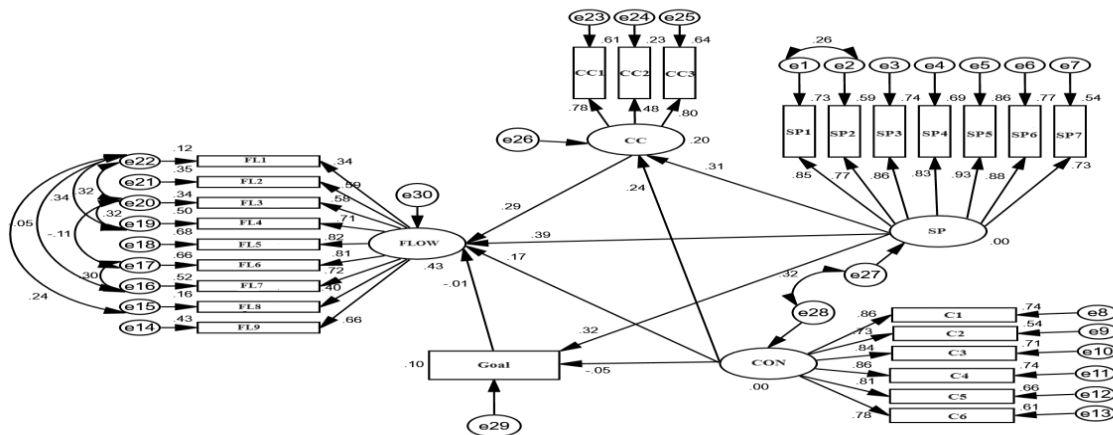 e23 e24 e25
.61 .23 .64
CC1 CC2 CC3
.78 .48 .80
e26 CC .20
.26
e1 e2 e3 e4 e5 e6 e7
.73 .59 .74 .69 .86 .77 .54
SP1 SP2 SP3 SP4 SP5 SP6 SP7
.85 .77 .86 .83 .93 .88 .73
SP .00
.31
.24
.29
.39
.17
-.01
.32
-.05
e22 .12 FL1 .34
e21 .35 FL2 .59
e20 .34 FL3 .58
e19 .50 FL4 .71
e18 .68 FL5 .82
e17 .66 FL6 .81
e16 .52 FL7 .72
e15 .16 FL8 .40
e14 .43 FL9 .66
.32
.34
.32
.05
-.11
.30
.24
e30
FLOW
.43
.32 e27
e28
.10 Goal
e29
CON
.00
.86 C1 .74 e8
.73 C2 .54 e9
.84 C3 .71 e10
.86 C4 .74 e11
.81 C5 .66 e12
.78 C6 .61 e13